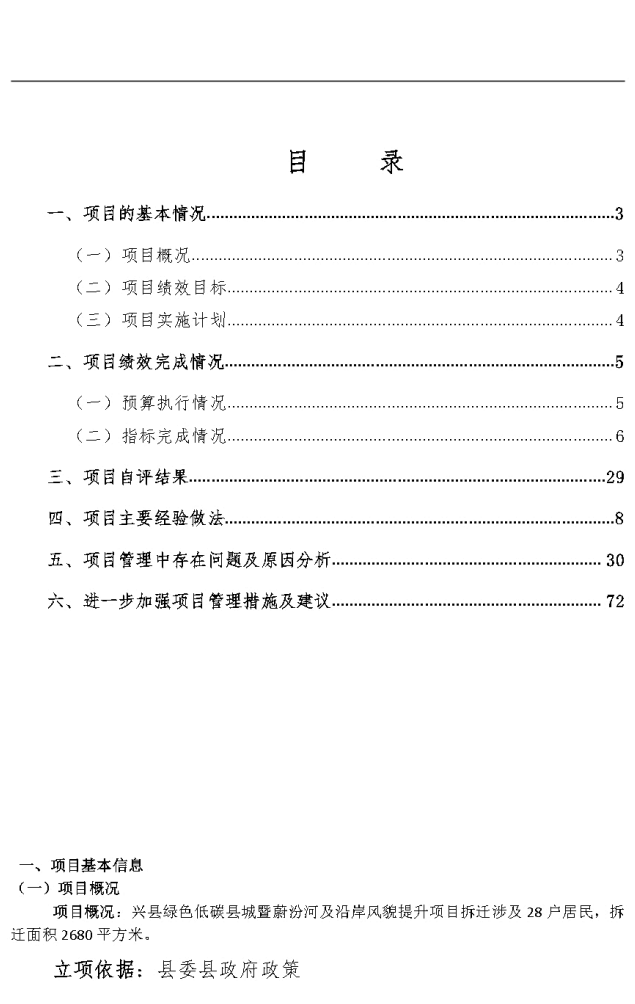 目 录
一、项目的基本情况......3
（一）项目概况......3
（二）项目绩效目标......4
（三）项目实施计划......4
二、项目绩效完成情况......5
（一）预算执行情况......5
（二）指标完成情况......6
三、项目自评结果......29
四、项目主要经验做法......8
五、项目管理中存在问题及原因分析......30
六、进一步加强项目管理措施及建议......72
一、项目基本信息
（一）项目概况
项目概况：兴县绿色低碳县城暨蔚汾河及沿岸风貌提升项目拆迁涉及 28 户居民，拆
迁面积 2680 平方米。
立项依据：县委县政府政策